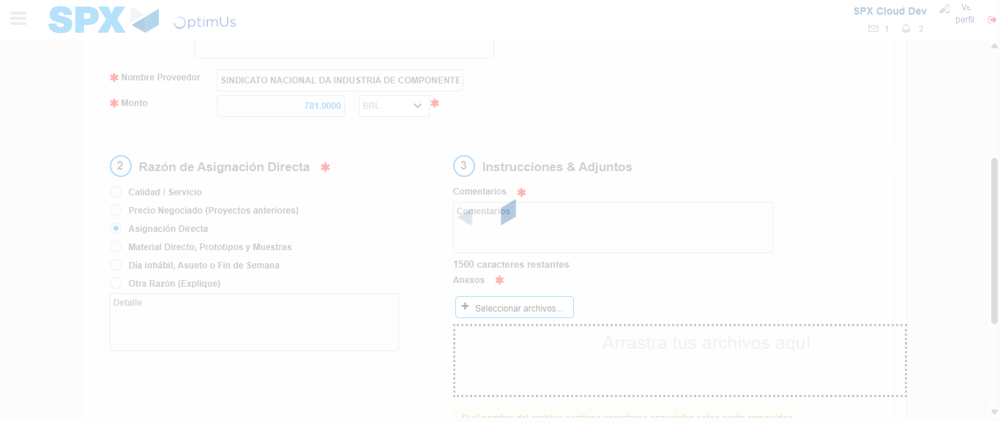 SPX
OptimUs
SPX Cloud Dev
1
2
perfil
Nombre Proveedor
SINDICATO NACIONAL DA INDUSTRIA DE COMPONENTE
Monto
781.0000
BRL
2
Razón de Asignación Directa
Calidad / Servicio
Precio Negociado (Proyectos anteriores)
Asignación Directa
Material Directo, Prototipos y Muestras
Día inhábil, Asueto o Fin de Semana
Otra Razón (Explique)
Detalle
3
Instrucciones & Adjuntos
Comentarios
Comentarios
1500 caracteres restantes
Anexos
Seleccionar archivos...
Arrastra tus archivos aquí
Si el nombre del archivo contiene caracteres especiales estos serán removidos